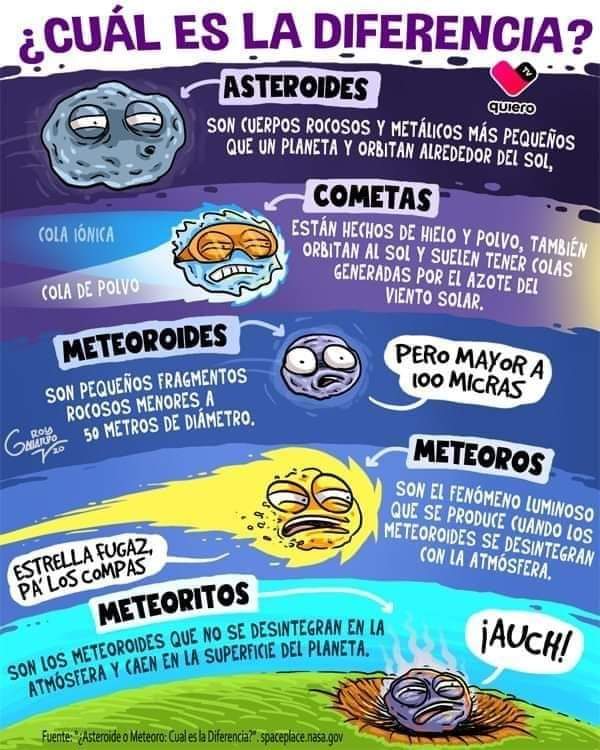 ¿CUÁL ES LA DIFERENCIA?
TV
quiero
ASTEROIDES
SON CUERPOS ROCOSOS Y METÁLICOS MÁS PEQUEÑOS
QUE UN PLANETA Y ORBITAN ALREDEDOR DEL SOL,
COMETAS
ESTÁN HECHOS DE HIELO Y POLVO, TAMBIÉN
ORBITAN AL SOL Y SUELEN TENER COLAS
GENERADAS POR EL AZOTE DEL
VIENTO SOLAR.
COLA IÓNICA
COLA DE POLVO
METEOROIDES
SON PEQUEÑOS FRAGMENTOS
ROCOSOS MENORES A
50 METROS DE DIÁMETRO.
PERO MAYOR A
100 MICRAS
METEOROS
SON EL FENÓMENO LUMINOSO
QUE SE PRODUCE CUANDO LOS
METEOROIDES SE DESINTEGRAN
CON LA ATMÓSFERA.
ESTRELLA FUGAZ,
PA' LOS COMPAS
METEORITOS
SON LOS METEOROIDES QUE NO SE DESINTEGRAN EN LA
ATMÓSFERA Y CAEN EN LA SUPERFICIE DEL PLANETA.
¡AUCH!
Fuente: "¿Asteroide o Meteoro: Cual es la Diferencia?". spaceplace.nasa.gov